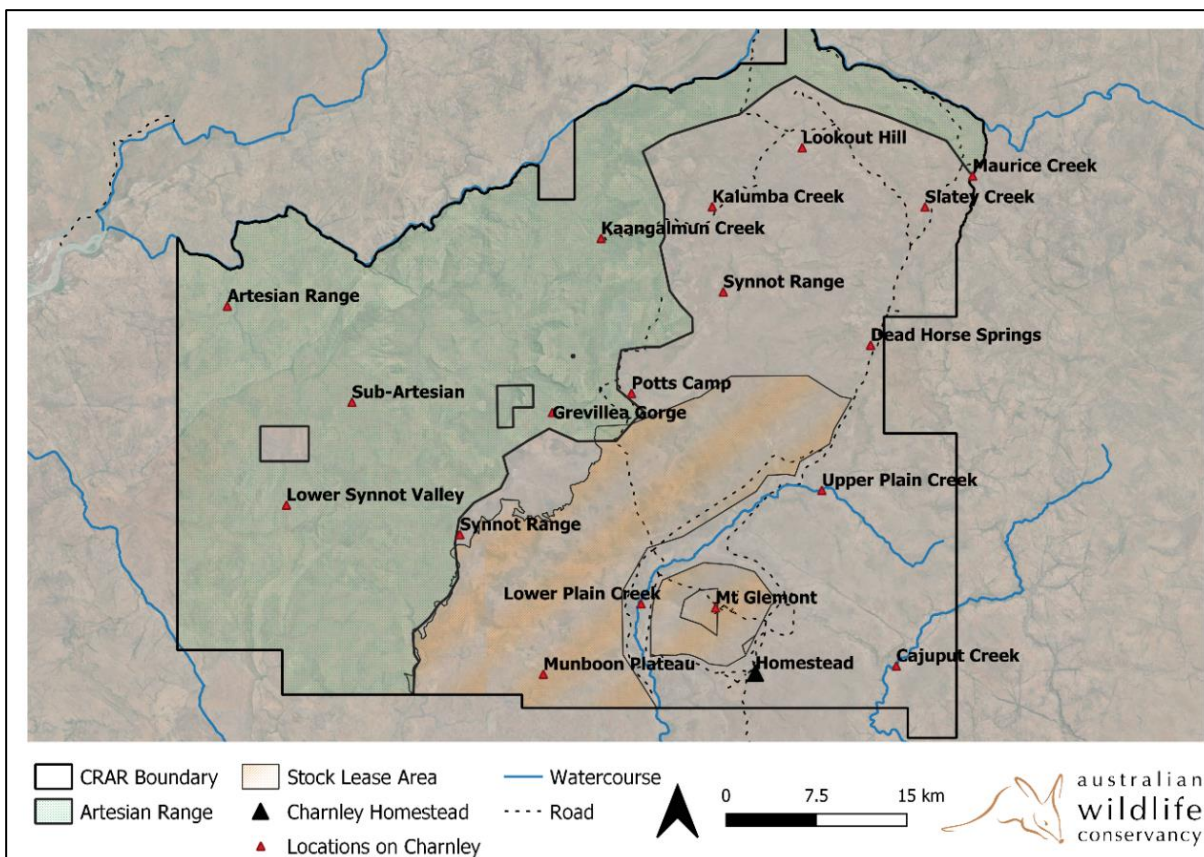 Lookout Hill
Maurice Creek
Kalumba Creek
Slatey Creek
Kaangalmun Creek
Synnot Range
Artesian Range
Dead Horse Springs
Sub-Artesian
Potts Camp
Grevillea Gorge
Upper Plain Creek
Lower Synnot Valley
Synnot Range
Lower Plain Creek
Mt Glemont
Munboon Plateau
Homestead
Cajuput Creek
CRAR Boundary
Stock Lease Area
Watercourse
Artesian Range
Charnley Homestead
Road
Locations on Charnley
0 7.5 15 km
australian
wildlife
conservancy